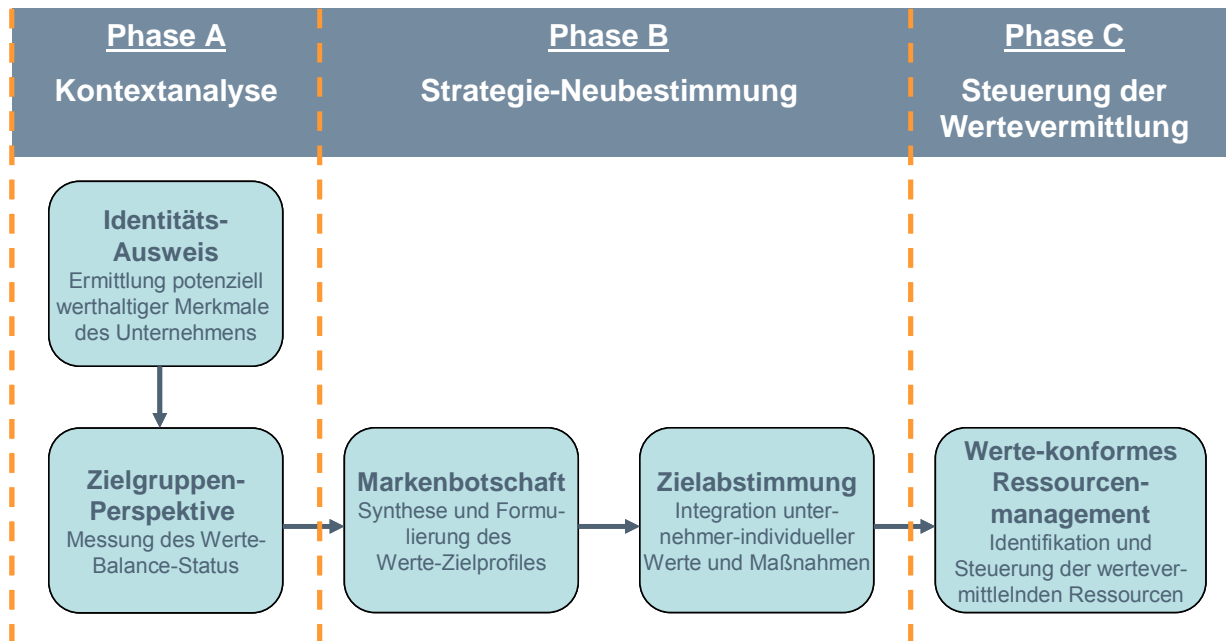 Phase A
Kontextanalyse
Phase B
Strategie-Neubestimmung
Phase C
Steuerung der
Wertevermittlung
Identitäts-
Ausweis
Ermittlung potenziell
werthaltiger Merkmale
des Unternehmens
Zielgruppen-
Perspektive
Messung des Werte-
Balance-Status
Markenbotschaft
Synthese und Formu-
lierung des
Werte-Zielprofiles
Zielabstimmung
Integration unter-
nehmer-individueller
Werte und Maßnahmen
Werte-konformes
Ressourcen-
management
Identifikation und
Steuerung der wertever-
mittlelnden Ressourcen